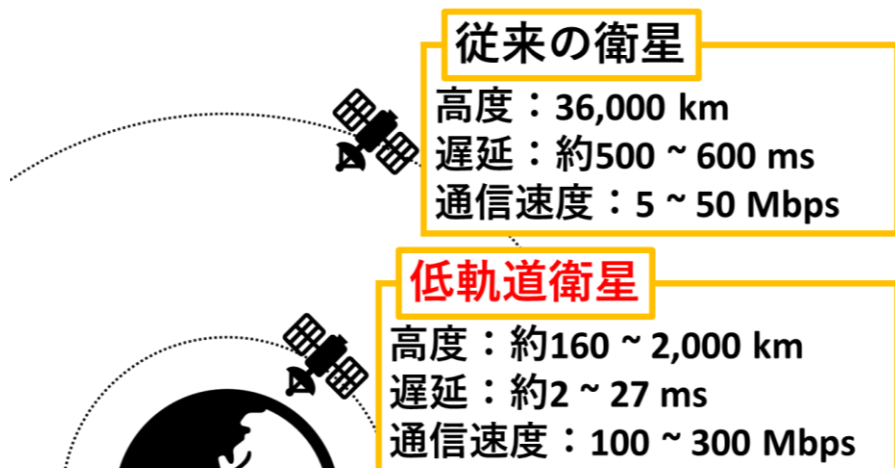 従来の衛星
高度：36,000 km
遅延：約500 ~ 600 ms
通信速度：5 ~ 50 Mbps
低軌道衛星
高度：約160 ~ 2,000 km
遅延：約2 ~ 27 ms
通信速度：100 ~ 300 Mbps